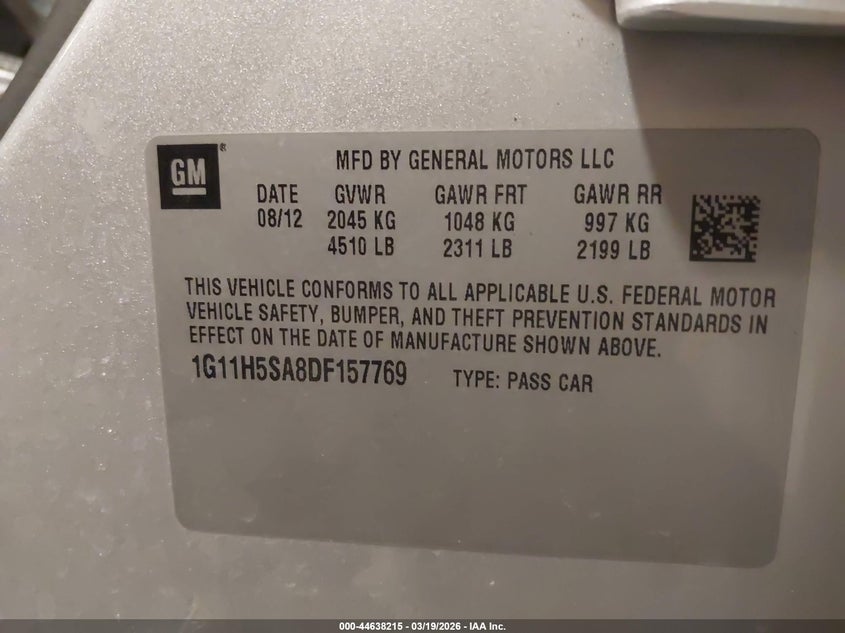 GM®
MFD BY GENERAL MOTORS LLC
DATE GVWR GAWR FRT GAWR RR
08/12 2045 KG 1048 KG 997 KG
4510 LB 2311 LB 2199 LB
THIS VEHICLE CONFORMS TO ALL APPLICABLE U.S. FEDERAL MOTOR
VEHICLE SAFETY, BUMPER, AND THEFT PREVENTION STANDARDS IN
EFFECT ON THE DATE OF MANUFACTURE SHOWN ABOVE.
1G11H5SA8DF157769 TYPE: PASS CAR
000-44638215 - 03/19/2026 - IAA Inc.